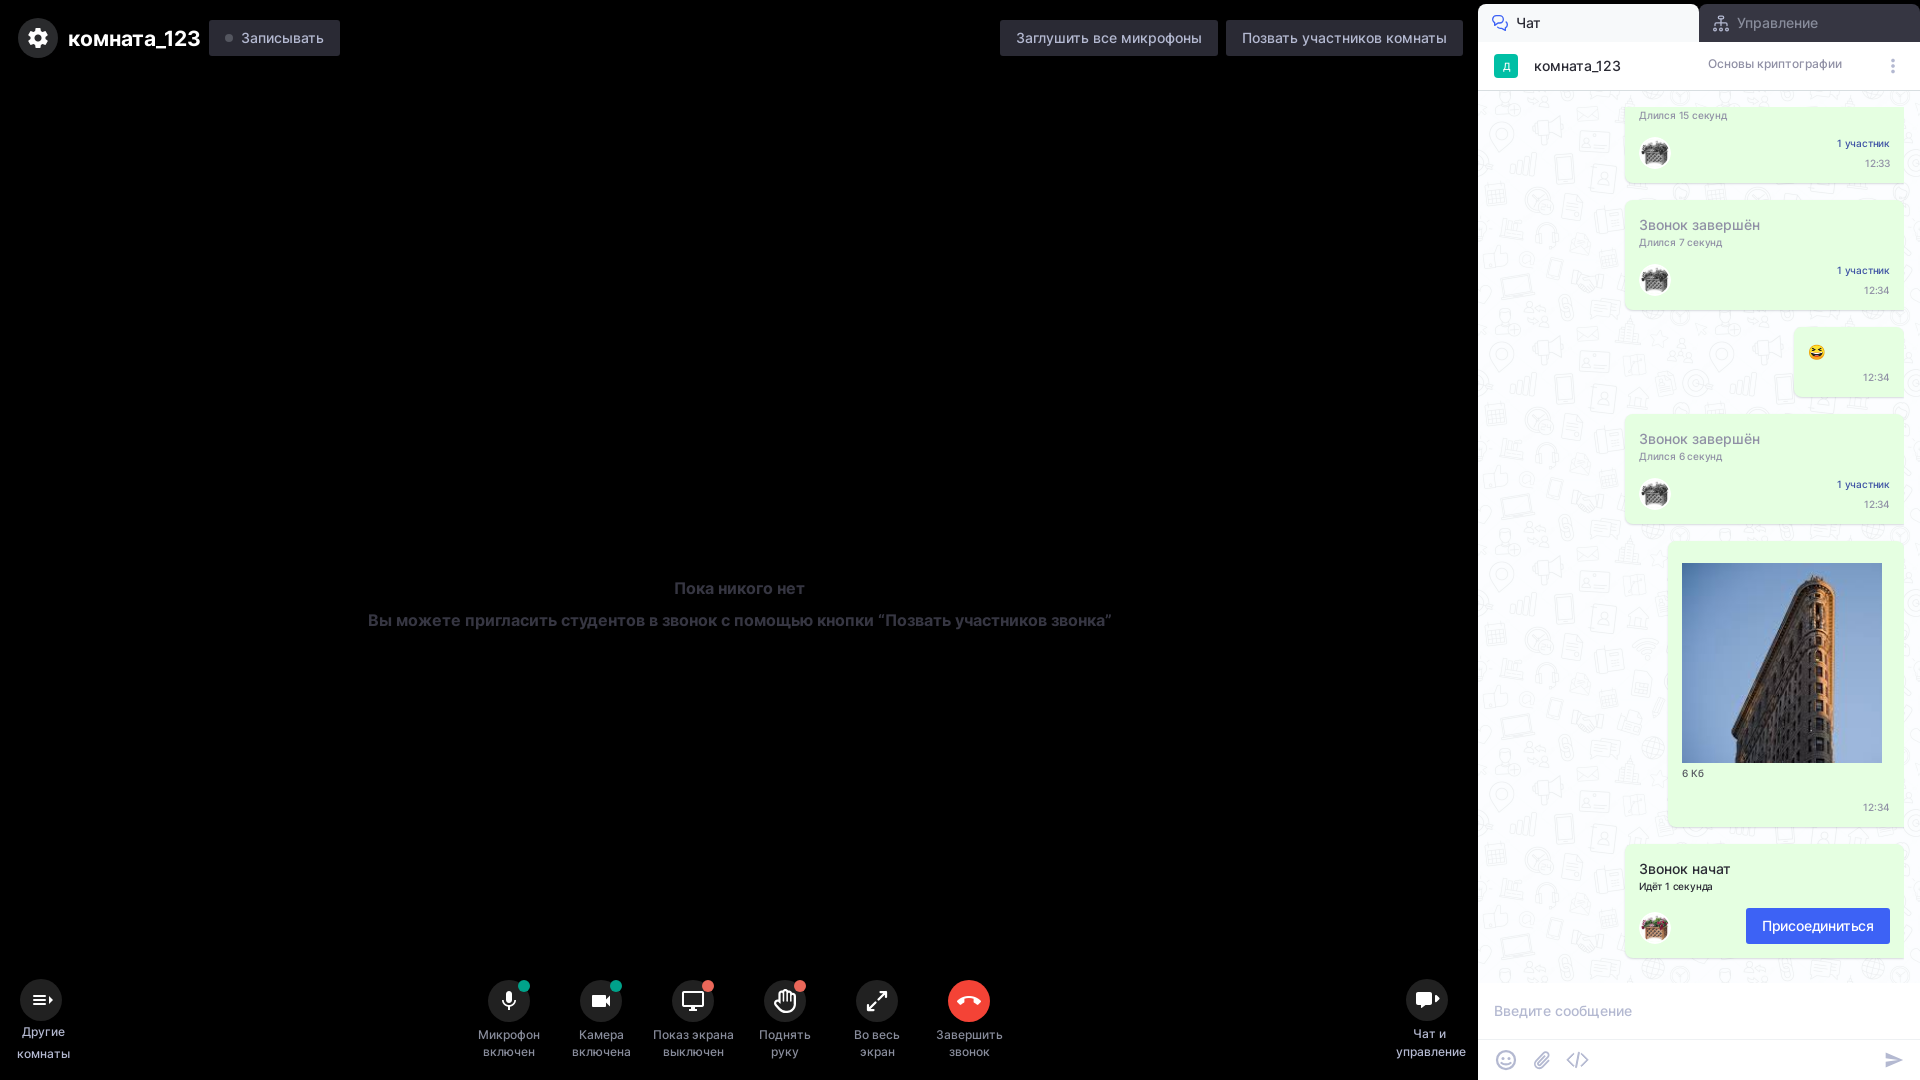 комната_123
Записывать
Заглушить все микрофоны
Позвать участников комнаты
Чат
Управление
Д
комната_123
Основы криптографии
Длился 15 секунд
1 участник
12:33
Звонок завершён
Длился 7 секунд
1 участник
12:34
12:34
Звонок завершён
Длился 6 секунд
1 участник
12:34
6 Кб
12:34
Звонок начат
Идёт 1 секунда
Присоединиться
Пока никого нет
Вы можете пригласить студентов в звонок с помощью кнопки “Позвать участников звонка”
Другие
комнаты
Микрофон
включен
Камера
включена
Показ экрана
выключен
Поднять
руку
Во весь
экран
Завершить
звонок
Чат и
управление
Введите сообщение